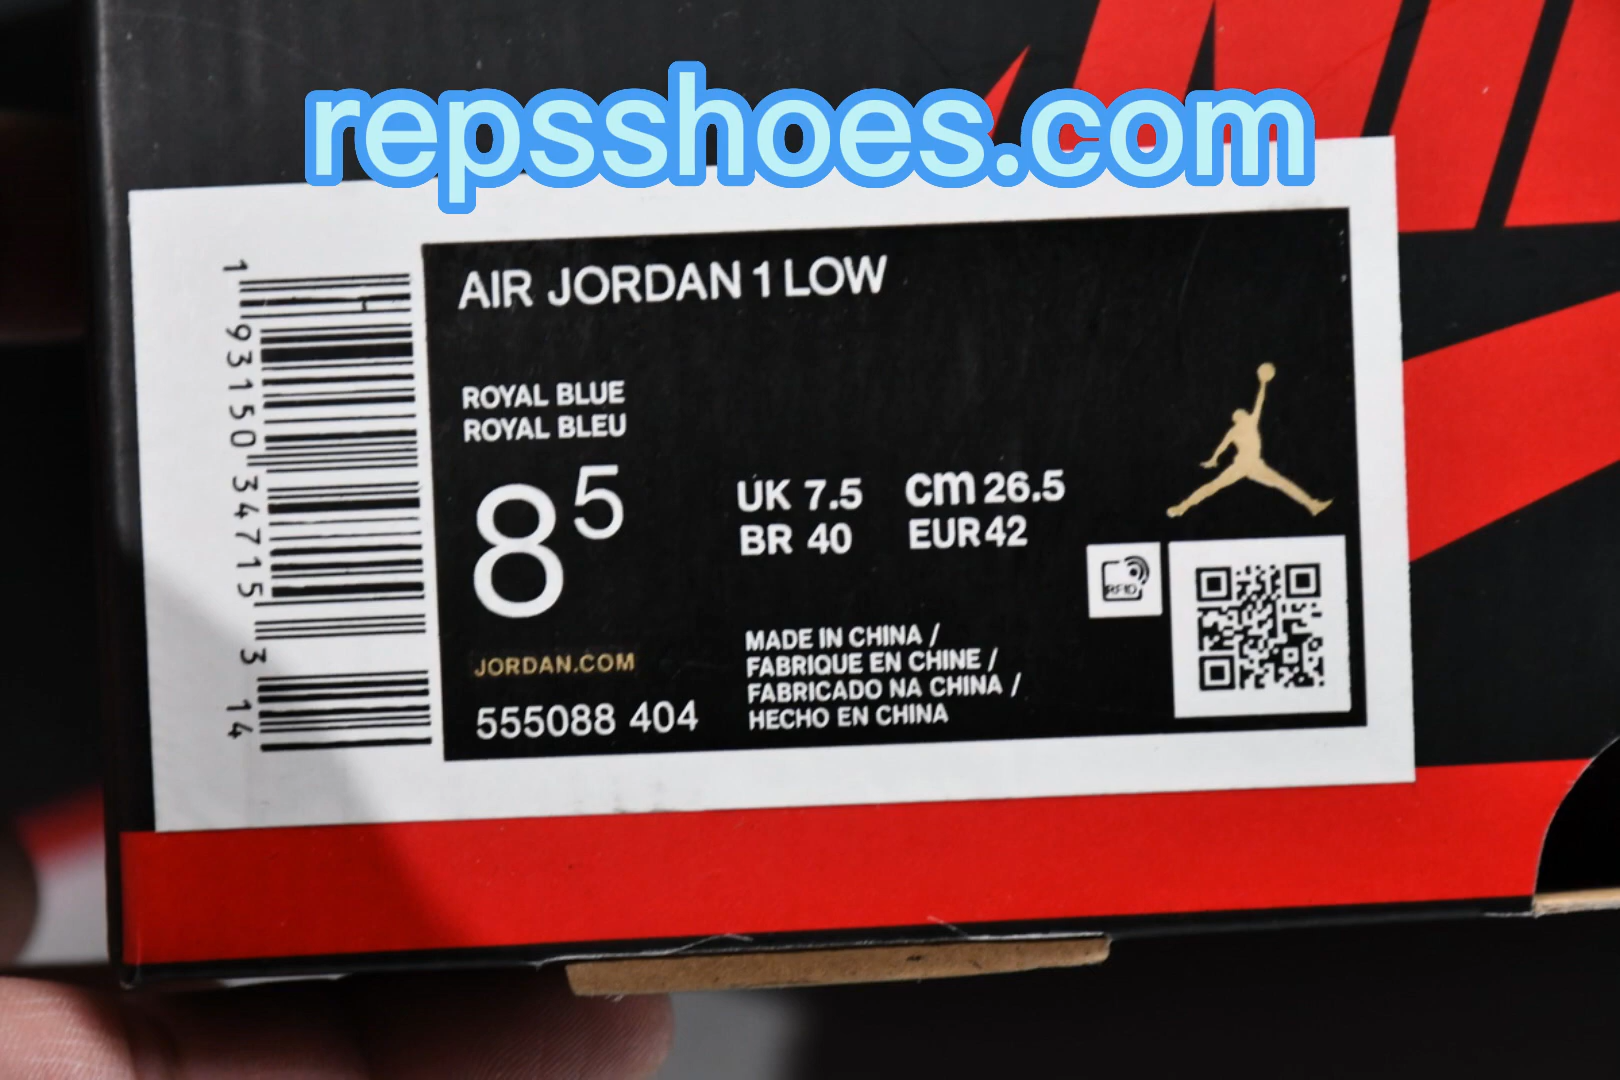 repsshoes.com
AIR JORDAN 1 LOW
ROYAL BLUE
ROYAL BLEU
8 5
UK 7.5 cm 26.5
BR 40 EUR 42
RFID
JORDAN.COM
555088 404
MADE IN CHINA /
FABRIQUE EN CHINE /
FABRICADO NA CHINA /
HECHO EN CHINA
1 93150 34715 3 14